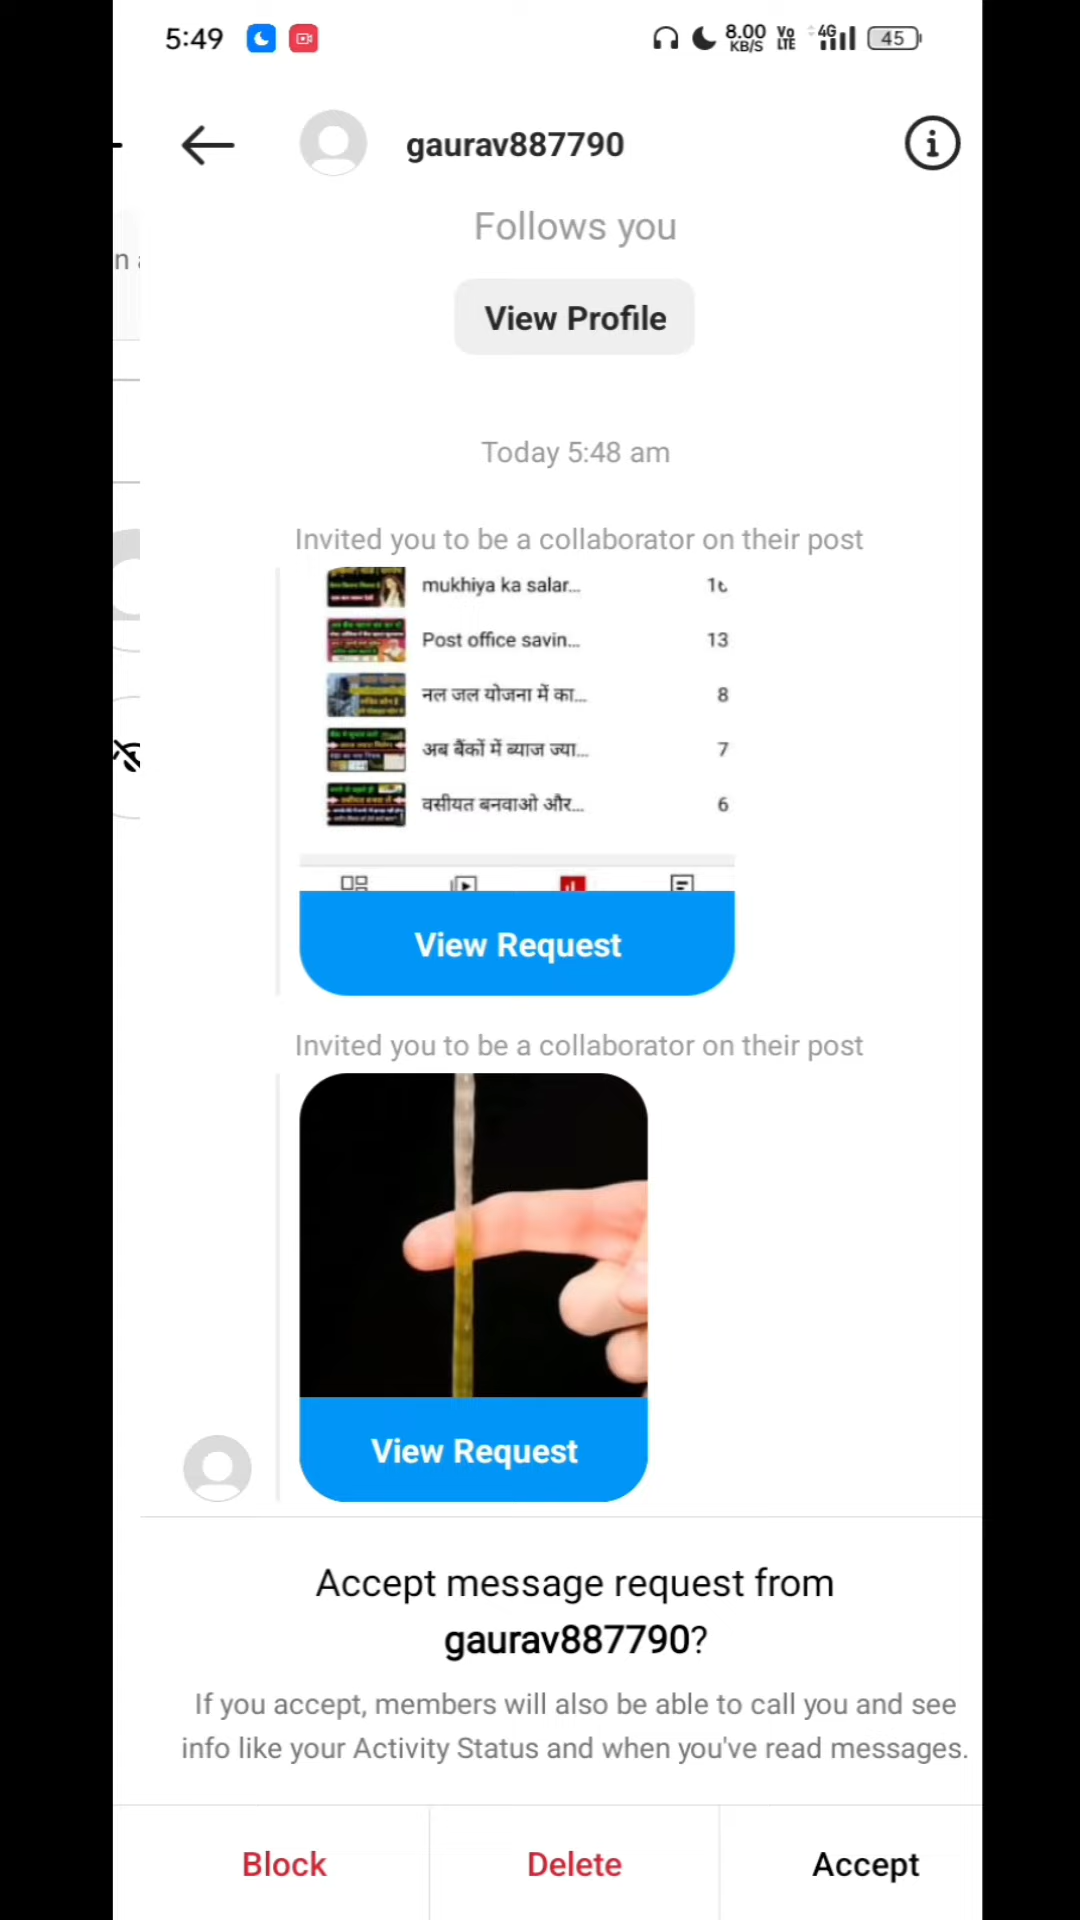 5:49
8.00 KB/S Vo LTE 4G 45
gaurav887790
Follows you
View Profile
Today 5:48 am
Invited you to be a collaborator on their post
mukhiya ka salar...
Post office savin... 13
नल जल योजना में का... 8
अब बैंकों में ब्याज ज्या... 7
वसीयत बनवाओ और... 6
View Request
Invited you to be a collaborator on their post
View Request
Accept message request from
gaurav887790?
If you accept, members will also be able to call you and see
info like your Activity Status and when you've read messages.
Block Delete Accept